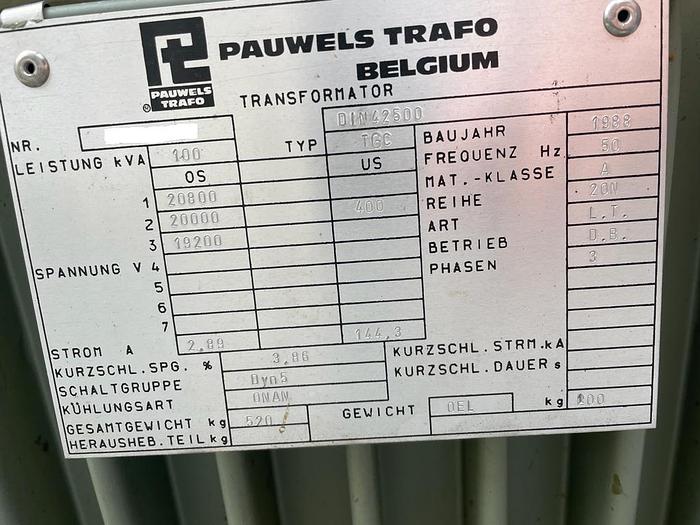 PAUWELS TRAFO
BELGIUM
PAUWELS
TRAFO
®
TRANSFORMATOR DIN42500
NR. TYP TGC BAUJAHR 1988
LEISTUNG kVA 100 FREQUENZ Hz 50
OS US MAT.-KLASSE A
1 20800 400 REIHE 20N
2 20000 ART L.T.
3 19200 BETRIEB D.B.
SPANNUNG V 4 PHASEN 3
5
6
7
STROM A 2,89 144,3
KURZSCHL.SPG. % 3,86 KURZSCHL.STRM.kA
SCHALTGRUPPE Dyn5 KURZSCHL.DAUER s
KÜHLUNGSART ONAN
GESAMTGEWICHT kg 520 GEWICHT OEL kg
HERAUSHEB.TEIL kg